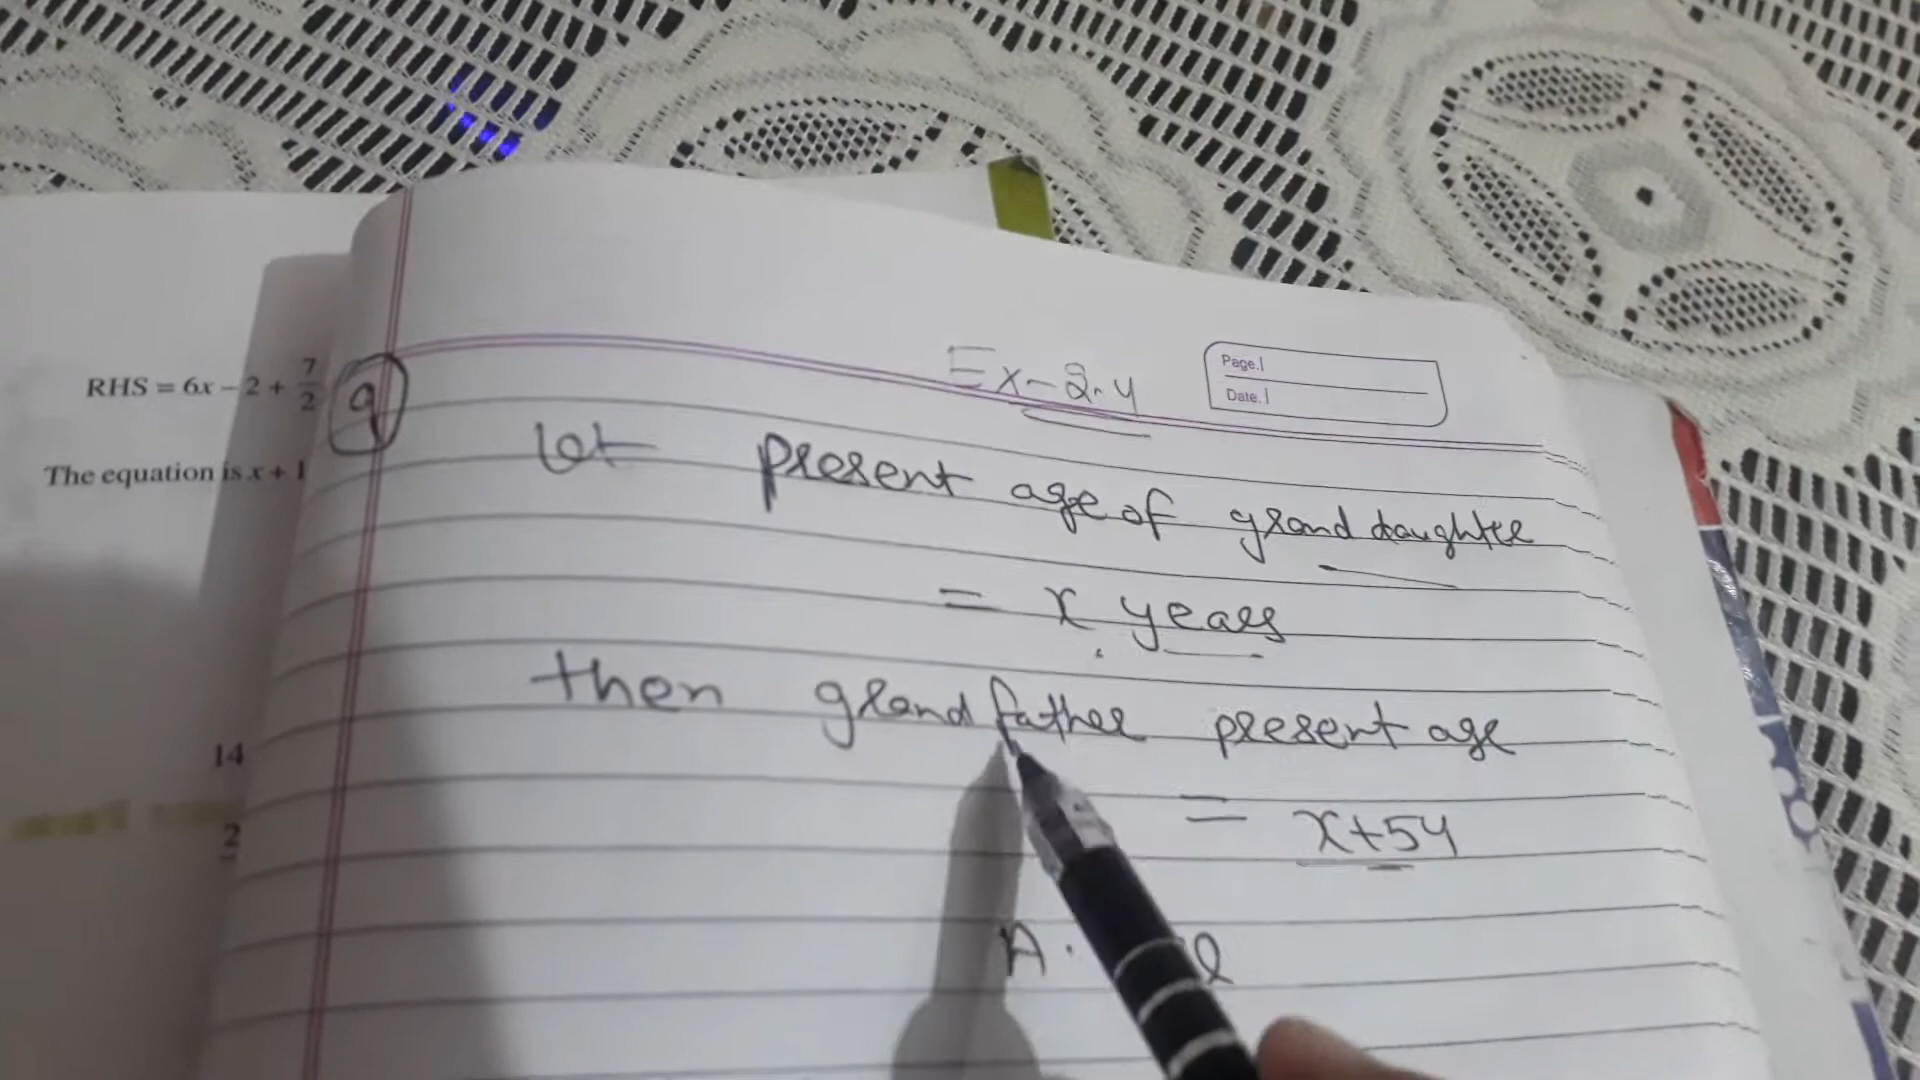 Ex-2.4
Page.
Date.
RHS = 6x – 2 + 7/2
The equation is x + 1
14
2
9
Let present age of grand daughter
= x years
then grand father present age
= x+54
A.